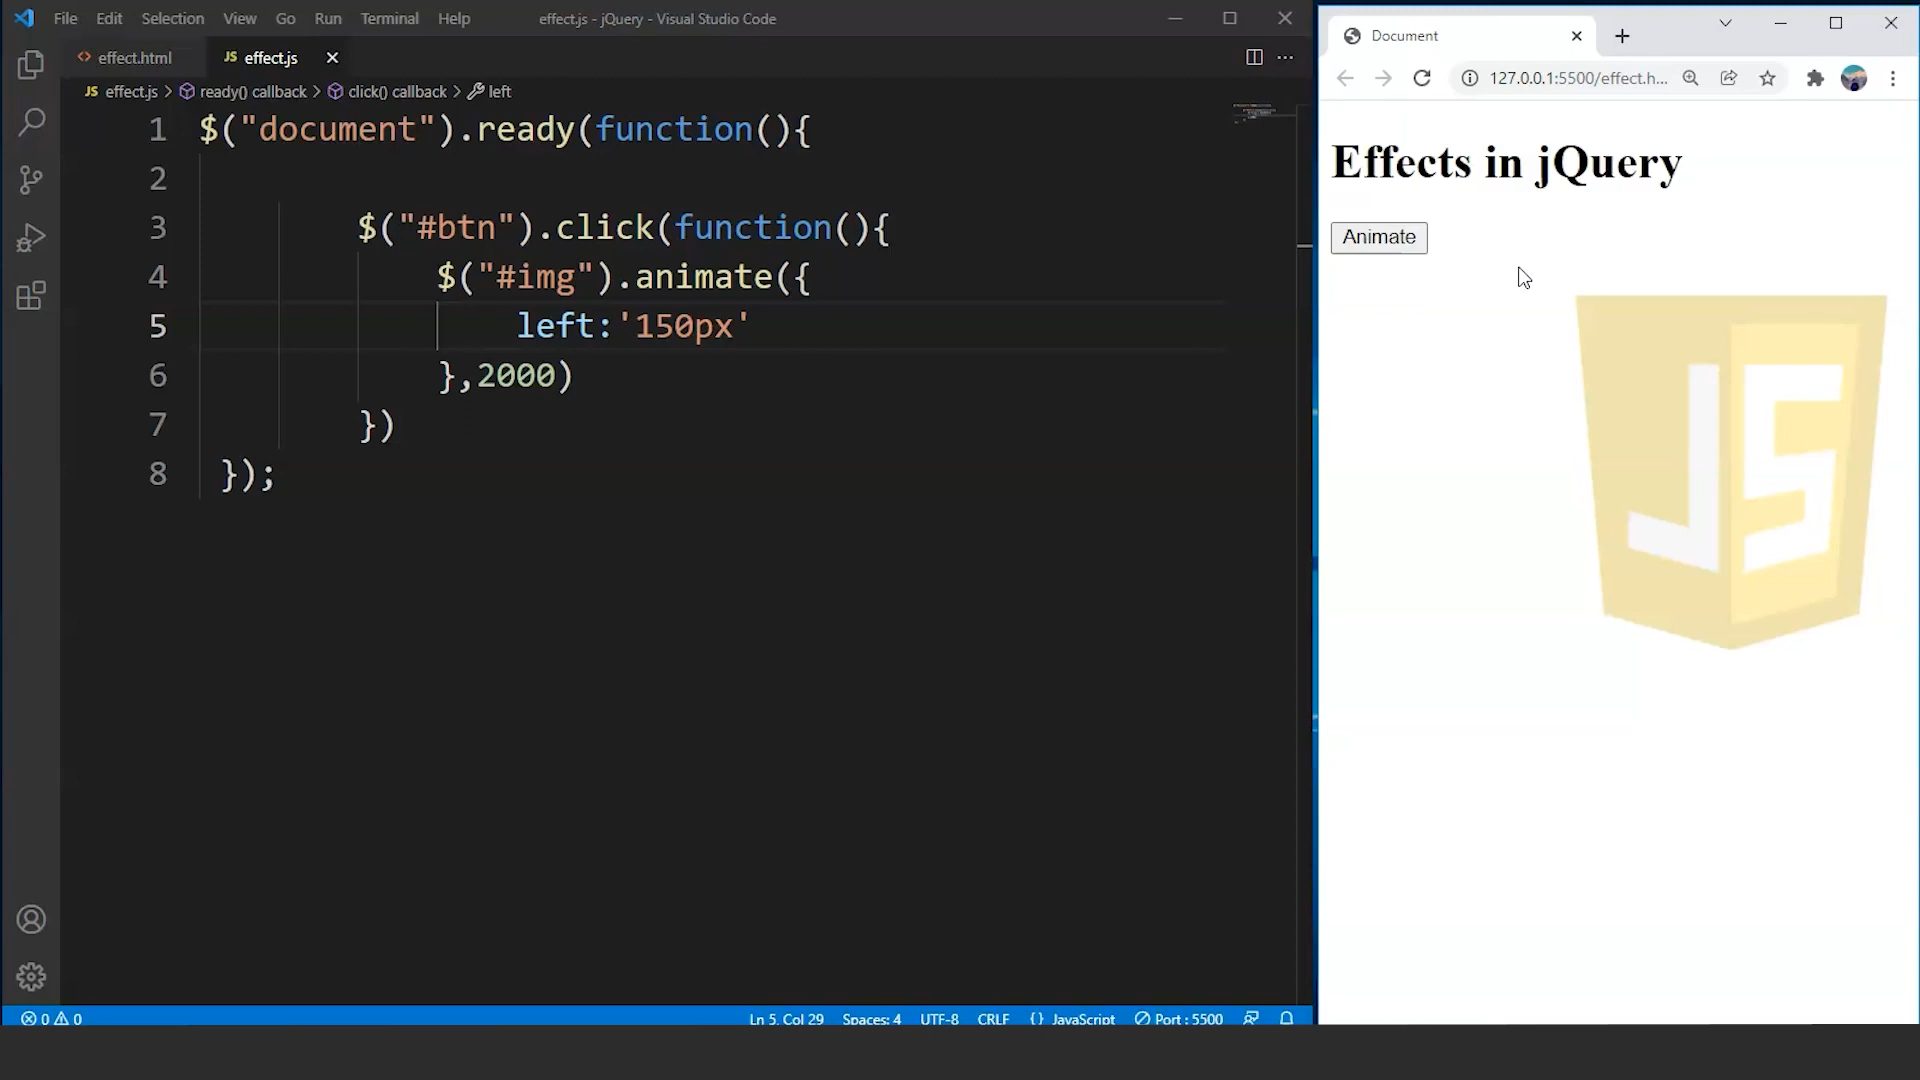 File Edit Selection View Go Run Terminal Help effect.js - jQuery - Visual Studio Code
effect.html JS effect.js
JS effect.js > ready() callback > click() callback > left
1 $("document").ready(function(){
2
3 $("#btn").click(function(){
4 $("#img").animate({
5 left:'150px'
6 },2000)
7 })
8 });
0 0 Ln 5, Col 29 Spaces: 4 UTF-8 CRLF {} JavaScript Port : 5500
Document
127.0.0.1:5500/effect.h...
Effects in jQuery
Animate
JS